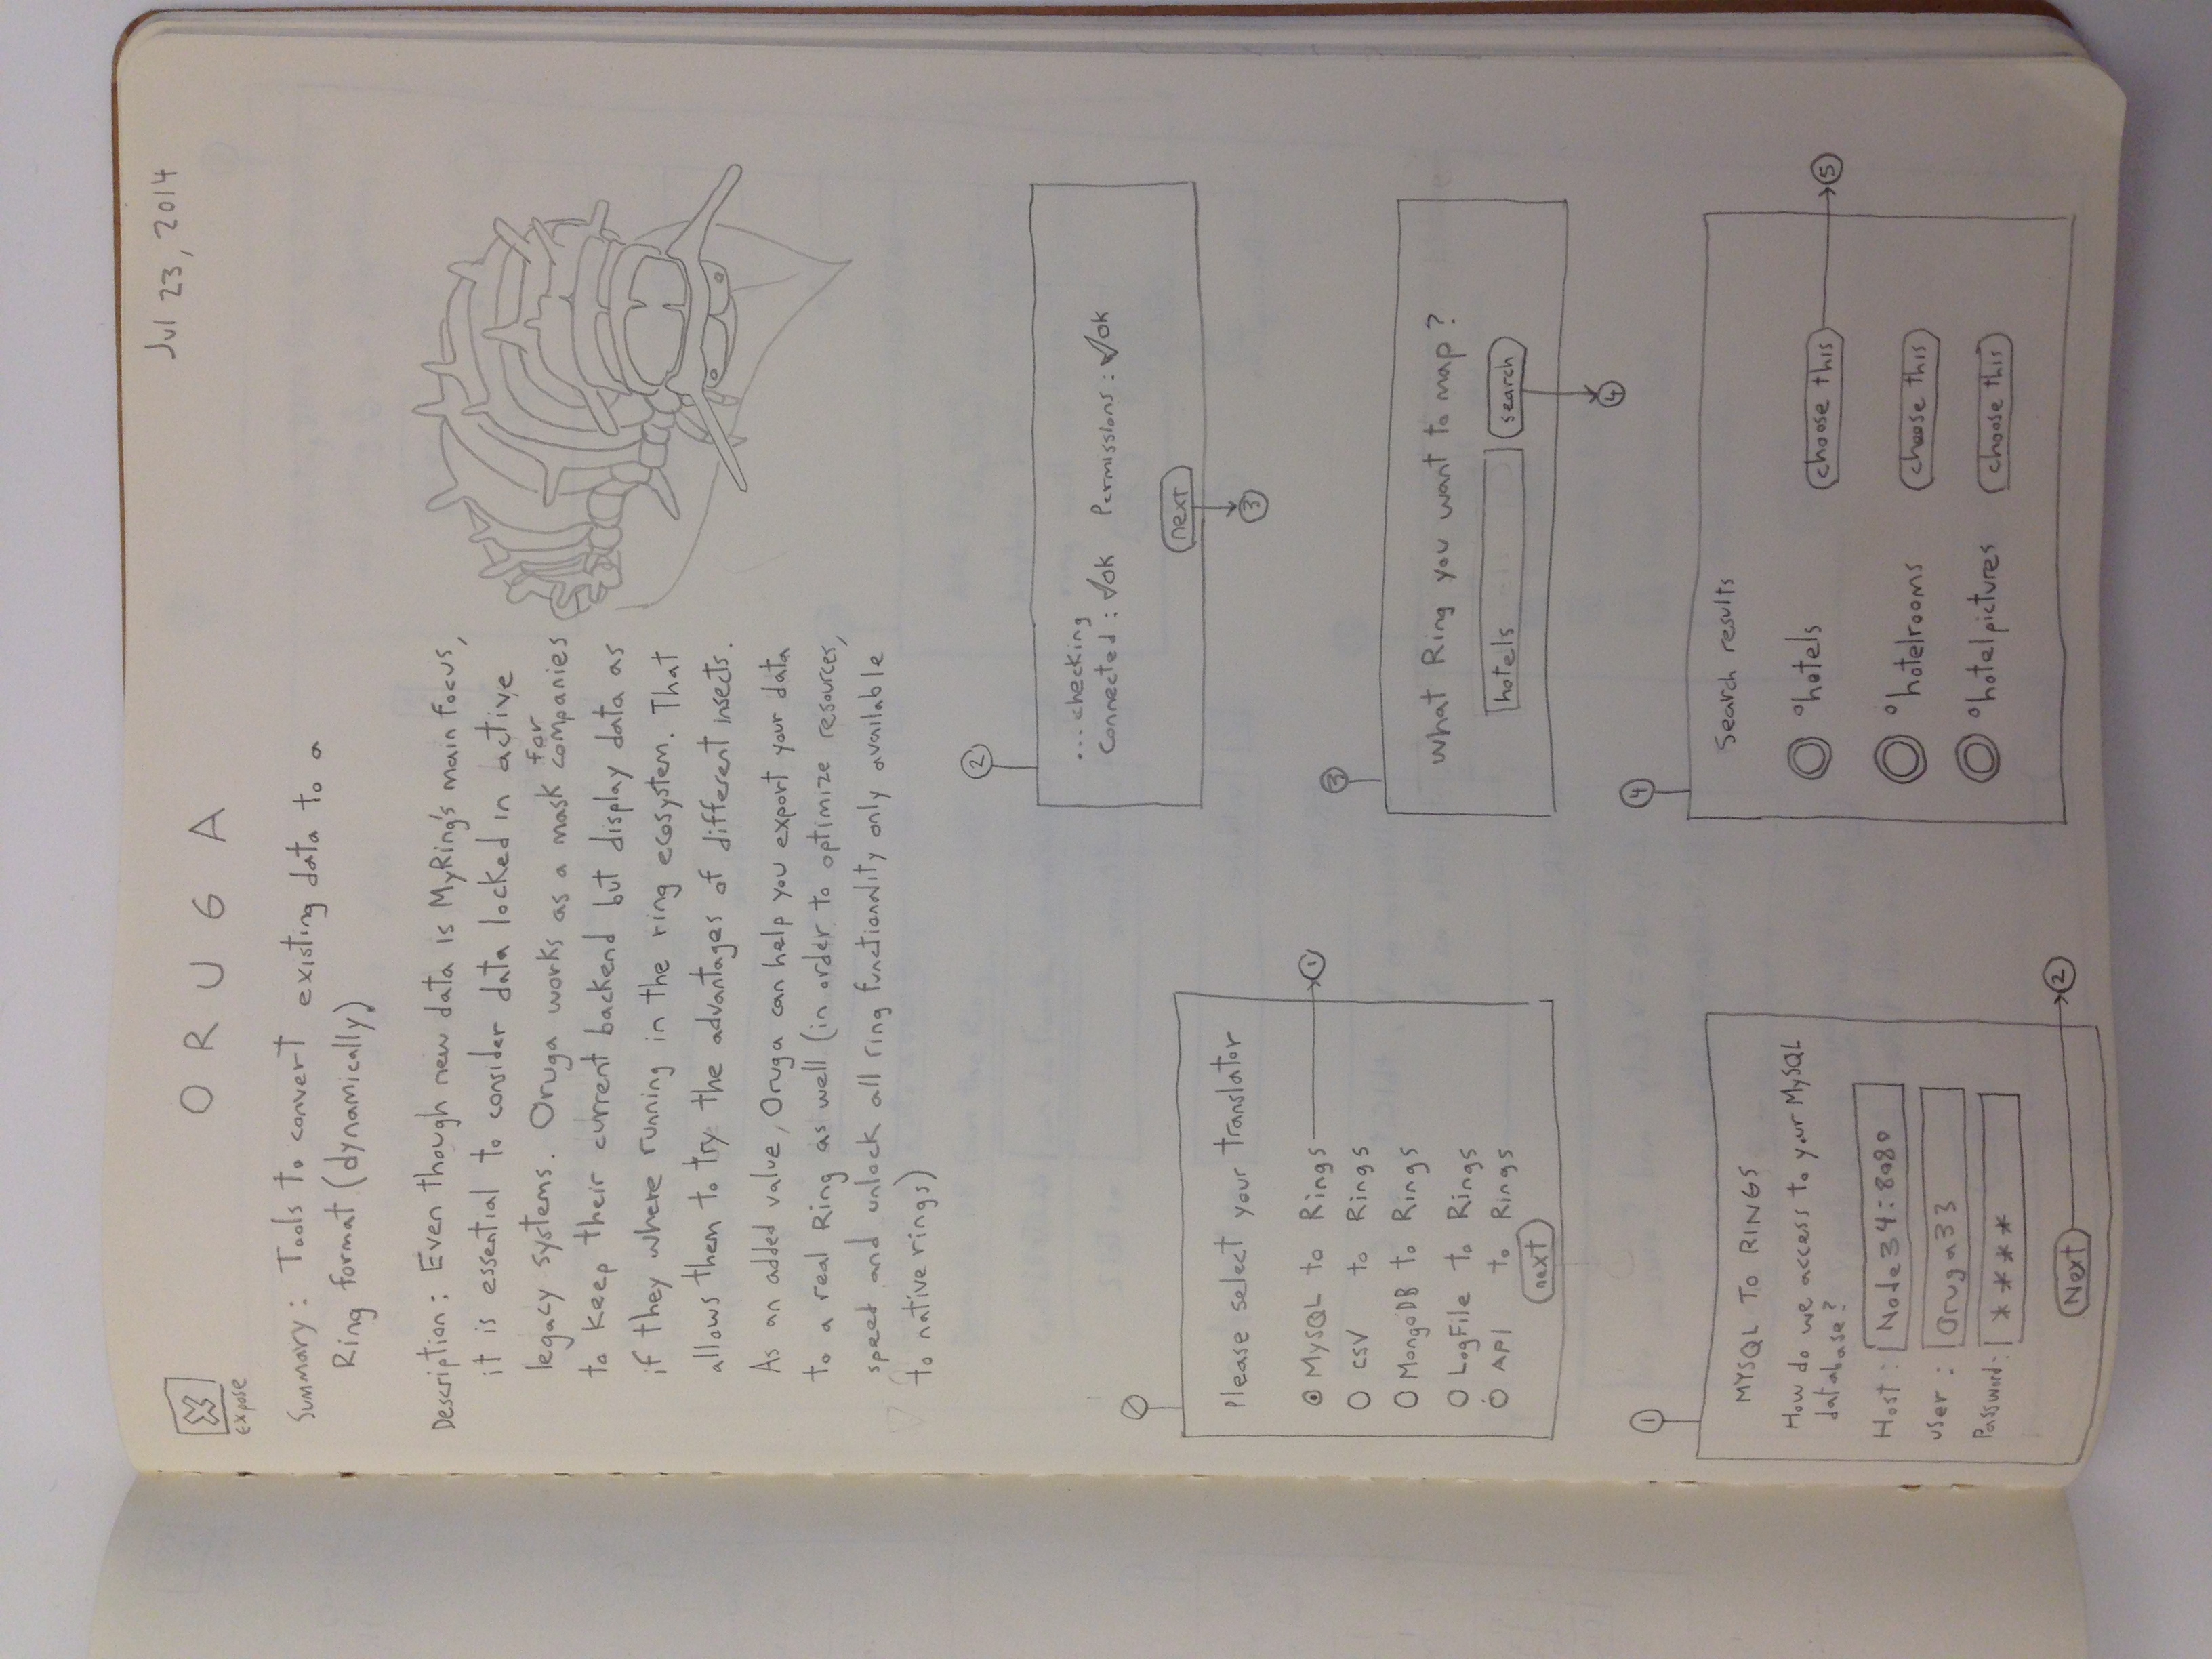 Jul 23, 2014
Expose
ORUGA
Summary: Tools to convert existing data to a
Ring format (dynamically)
Description: Even though new data is MyRing's main focus,
it is essential to consider data locked in active
legacy systems. Oruga works as a mask for companies
to keep their current backend but display data as
if they where running in the ring ecosystem. That
allows them to try the advantages of different insects.
As an added value, Oruga can help you export your data
to a real Ring as well (in order to optimize resources,
speed and unlock all ring functionality only available
to native rings)
0
Please select your translator
MySQL to Rings → 1
CSV to Rings
MongoDB to Rings
LogFile to Rings
API to Rings
next
1
MYSQL TO RINGS
How do we access to your MySQL
database?
Host: Node34:8080
user: Oruga33
Password: ****
Next → 2
2
...checking
Connected: ✓ok Permissions: ✓ok
next
3
3
What Ring you want to map?
hotels search
4
4
Search results
°hotels choose this → 5
°hotelrooms choose this
°hotelpictures choose this